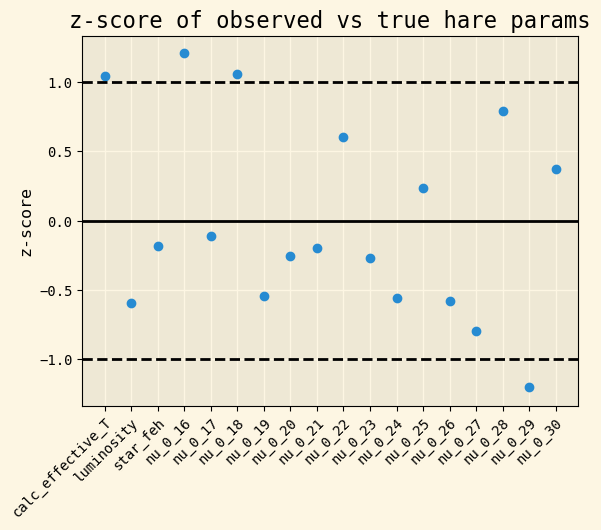 z-score of observed vs true hare params
z-score
1.0
0.5
0.0
−0.5
−1.0
calc_effective_T
luminosity
star_feh
nu_0_16
nu_0_17
nu_0_18
nu_0_19
nu_0_20
nu_0_21
nu_0_22
nu_0_23
nu_0_24
nu_0_25
nu_0_26
nu_0_27
nu_0_28
nu_0_29
nu_0_30